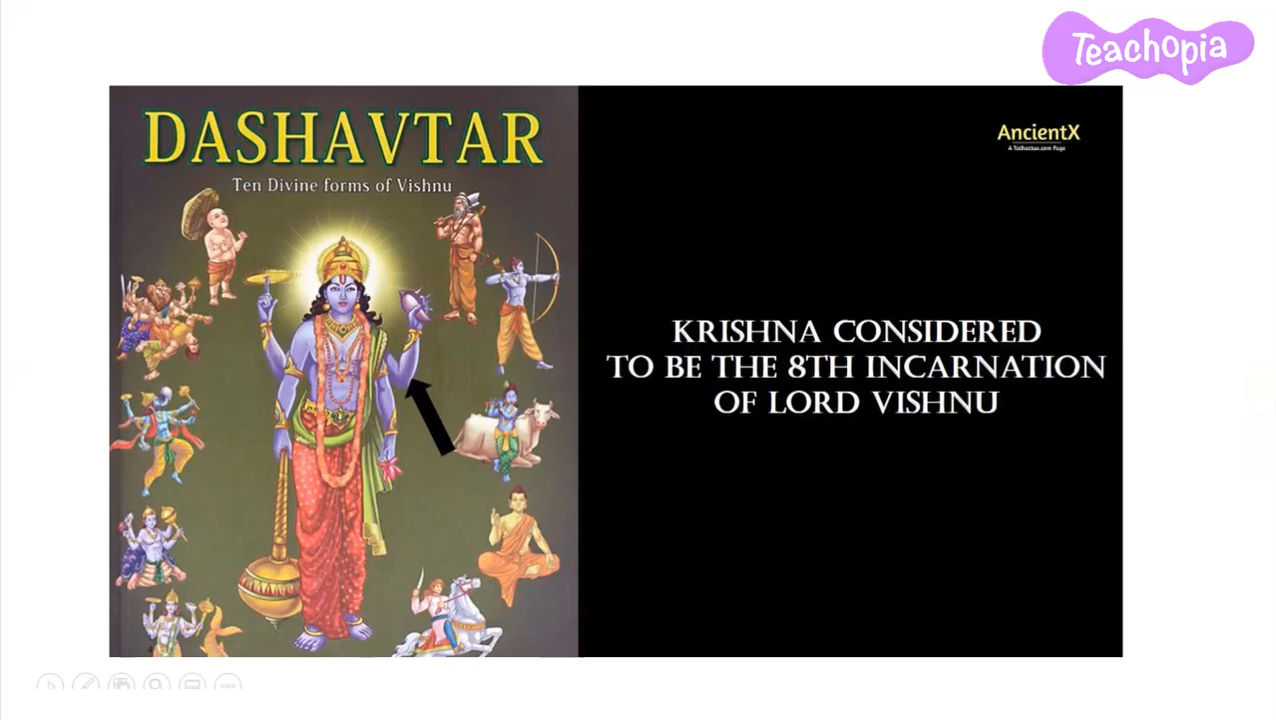 Teachopia
DASHAVTAR
Ten Divine forms of Vishnu
AncientX
KRISHNA CONSIDERED
TO BE THE 8TH INCARNATION
OF LORD VISHNU